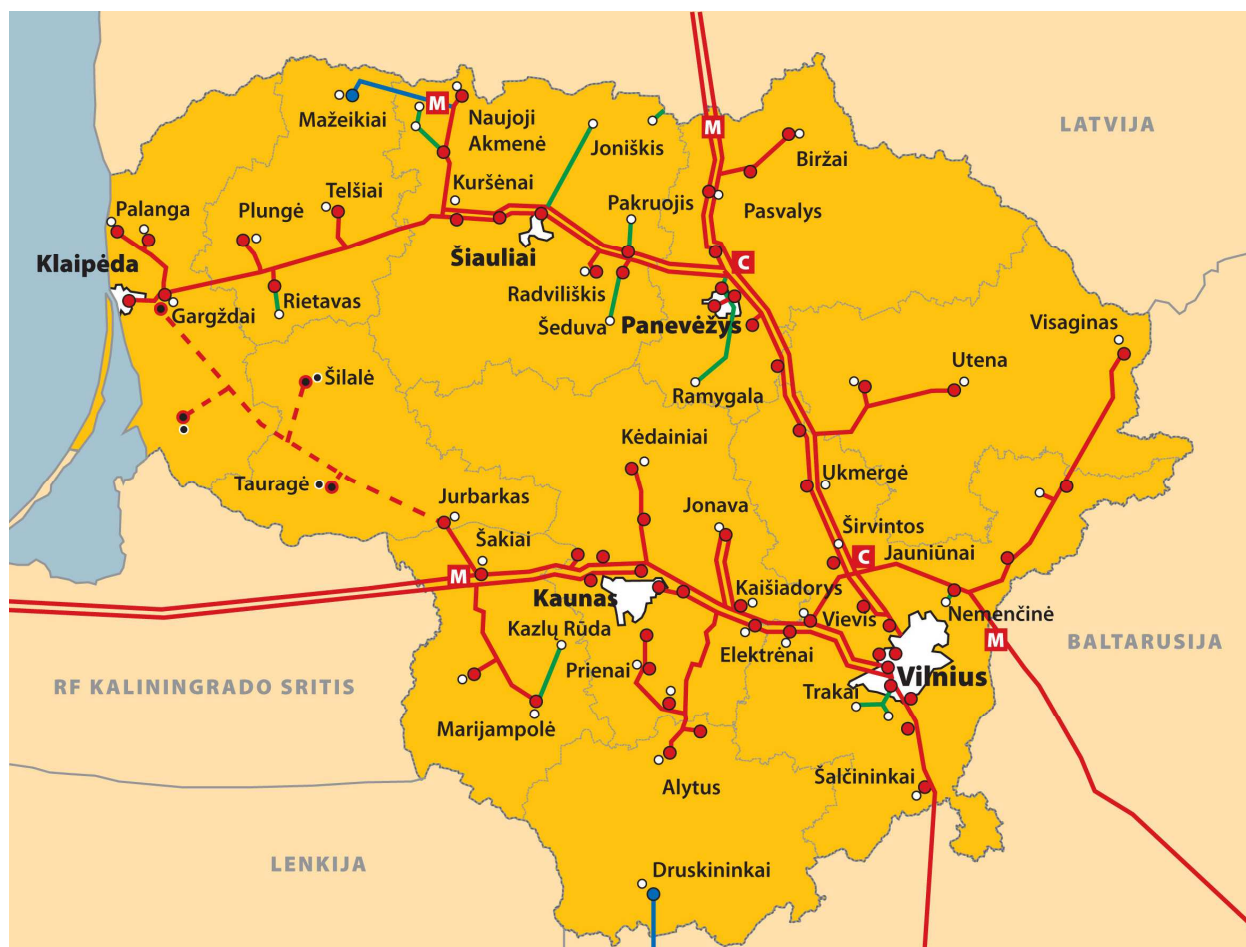 M
LATVIJA
Mažeikiai
M
Naujoji
Akmenė
Joniškis
Biržai
Kuršėnai
Telšiai
Palanga
Plungė
Pakruojis
Pasvalys
Klaipėda
Šiauliai
C
Radviliškis
Rietavas
Gargždai
Šeduva
Panevėžys
Visaginas
Utena
Šilalė
Ramygala
Kėdainiai
Tauragė
Ukmergė
Jurbarkas
Jonava
Širvintos
Šakiai
C
Jauniūnai
M
Kaišiadorys
Kaunas
Nemenčinė
Vievis
Kazlų Rūda
M
BALTARUSIJA
Elektrėnai
Prienai
Vilnius
RF KALININGRADO SRITIS
Trakai
Marijampolė
Šalčininkai
Alytus
LENKIJA
Druskininkai